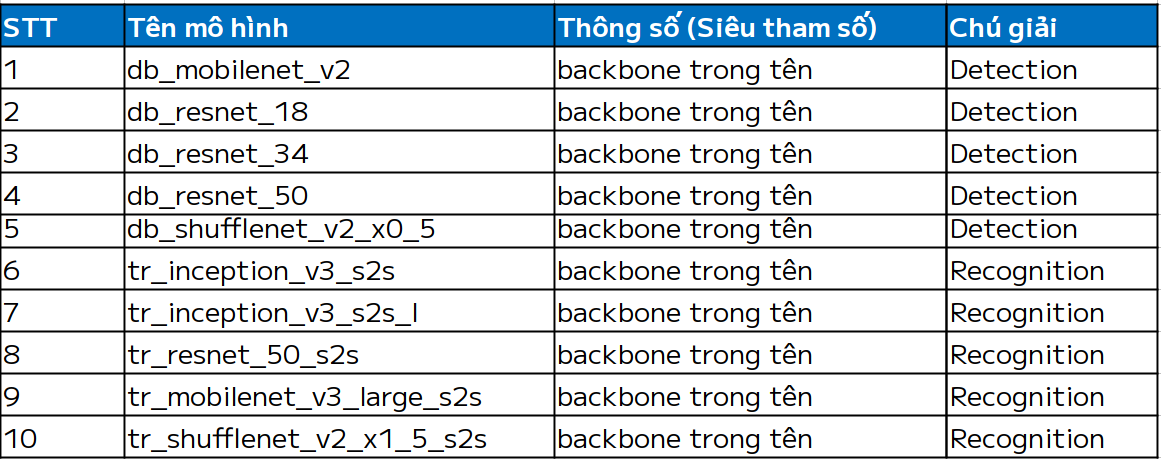 STT Tên mô hình Thông số (Siêu tham số) Chú giải
1 db_mobilenet_v2 backbone trong tên Detection
2 db_resnet_18 backbone trong tên Detection
3 db_resnet_34 backbone trong tên Detection
4 db_resnet_50 backbone trong tên Detection
5 db_shufflenet_v2_x0_5 backbone trong tên Detection
6 tr_inception_v3_s2s backbone trong tên Recognition
7 tr_inception_v3_s2s_l backbone trong tên Recognition
8 tr_resnet_50_s2s backbone trong tên Recognition
9 tr_mobilenet_v3_large_s2s backbone trong tên Recognition
10 tr_shufflenet_v2_x1_5_s2s backbone trong tên Recognition